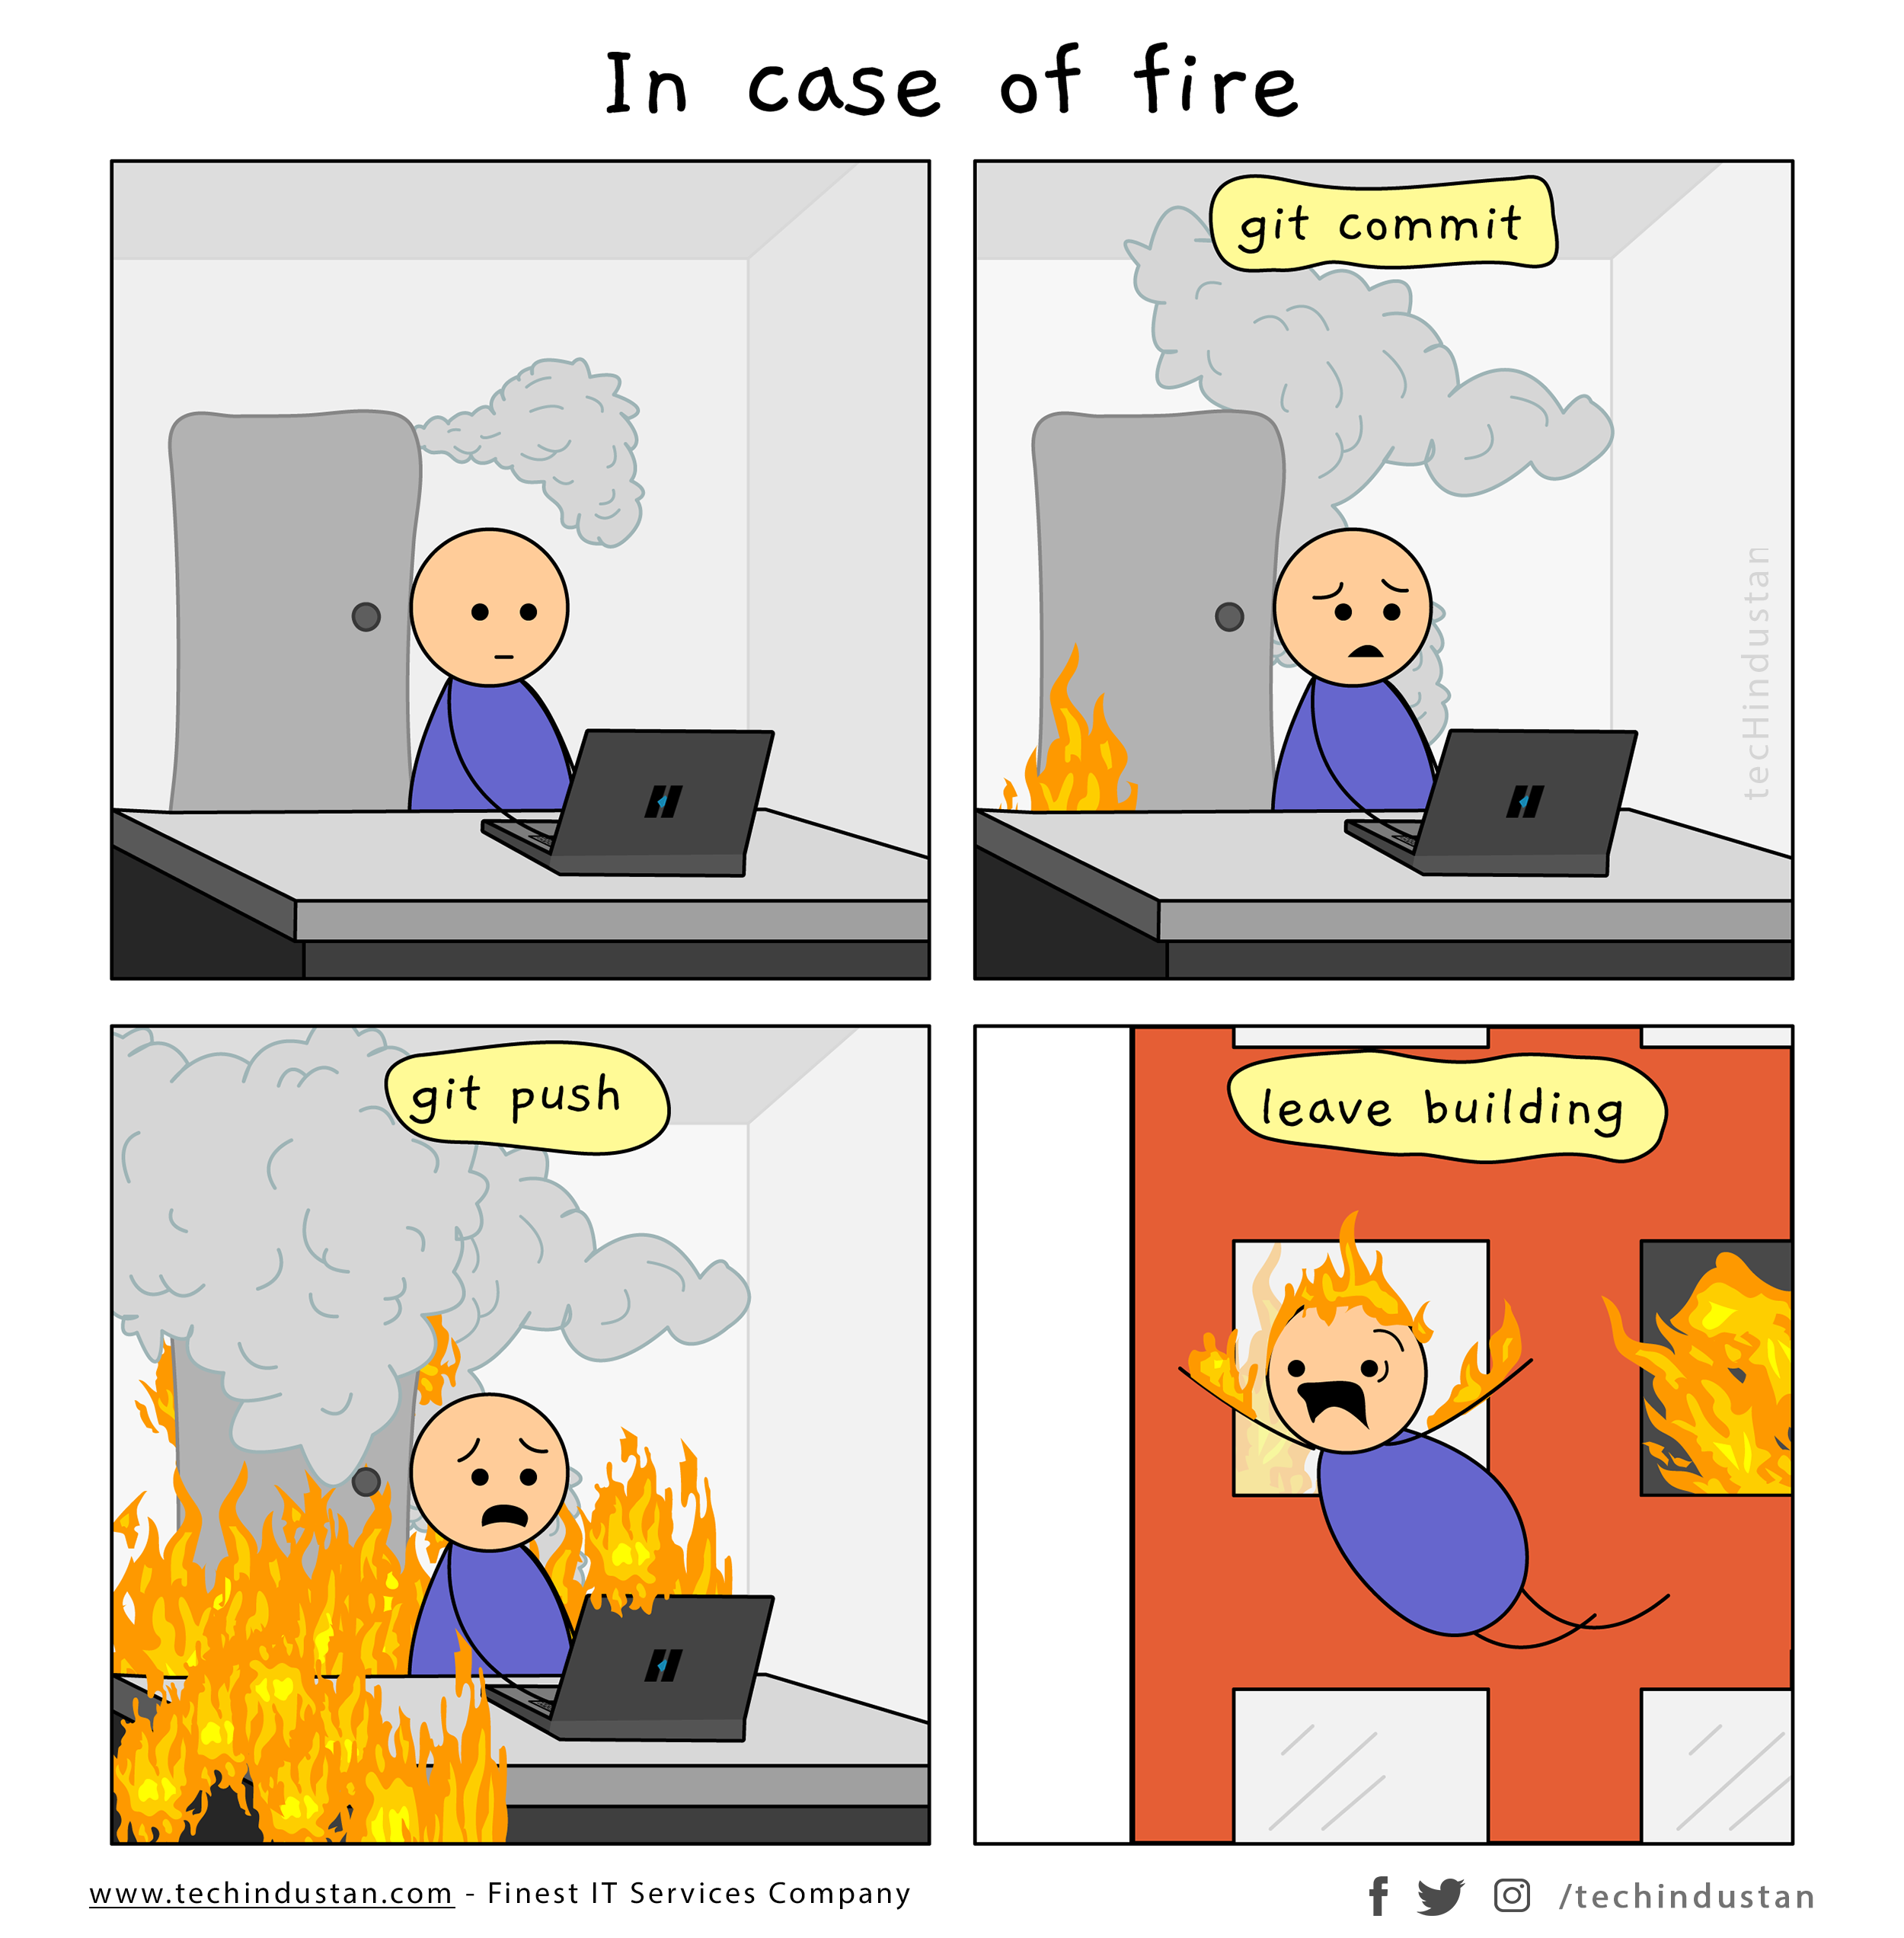 In case of fire
git commit
tecHindustan
git push
leave building
www.techindustan.com - Finest IT Services Company
/techindustan